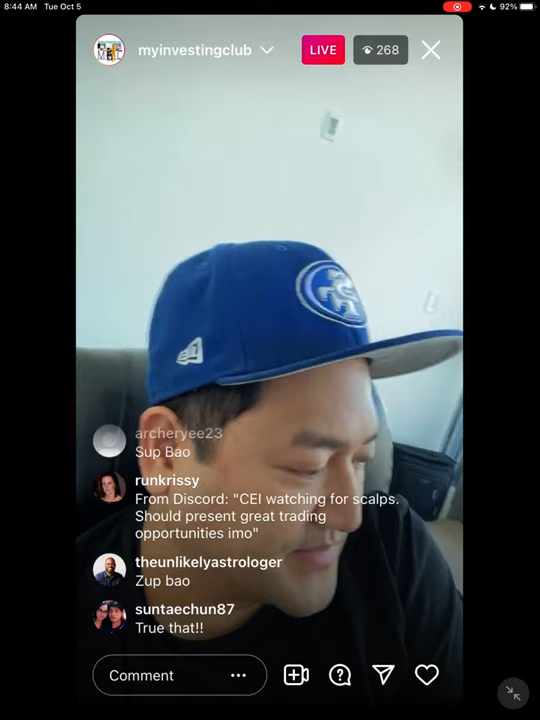 8:44 AM Tue Oct 5
92%
myinvestingclub
LIVE
268
archeryee23
Sup Bao
runkrissy
From Discord: "CEI watching for scalps.
Should present great trading
opportunities imo"
theunlikelyastrologer
Zup bao
suntaechun87
True that!!
Comment